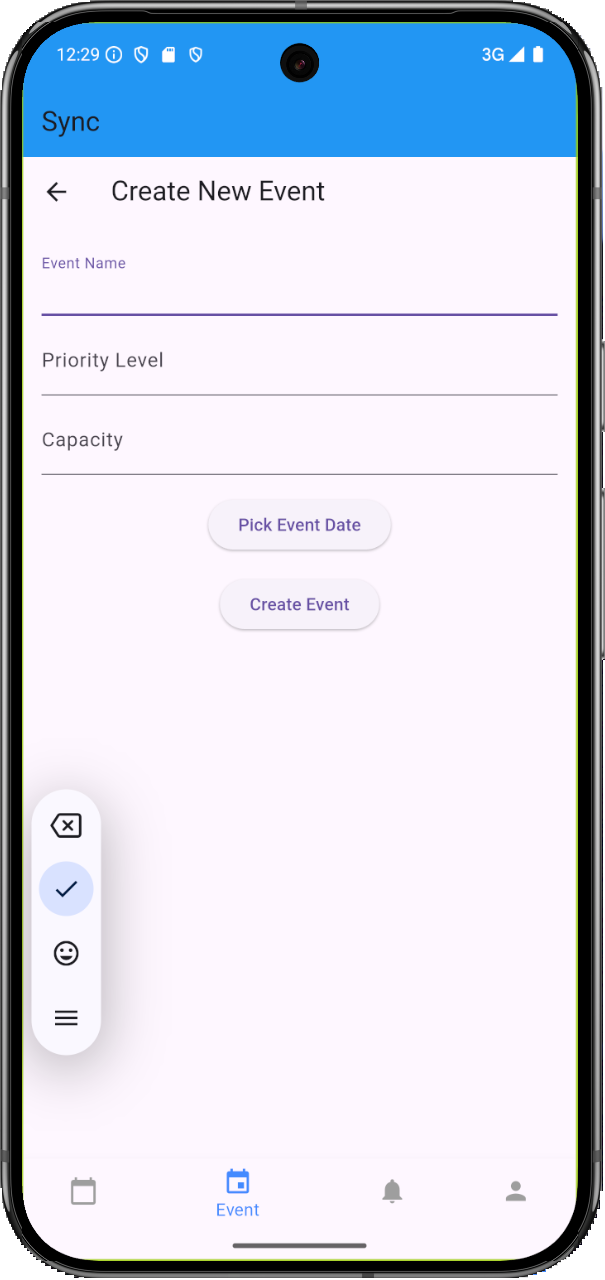 12:29 3G
Sync
Create New Event
Event Name
Priority Level
Capacity
Pick Event Date
Create Event
Event